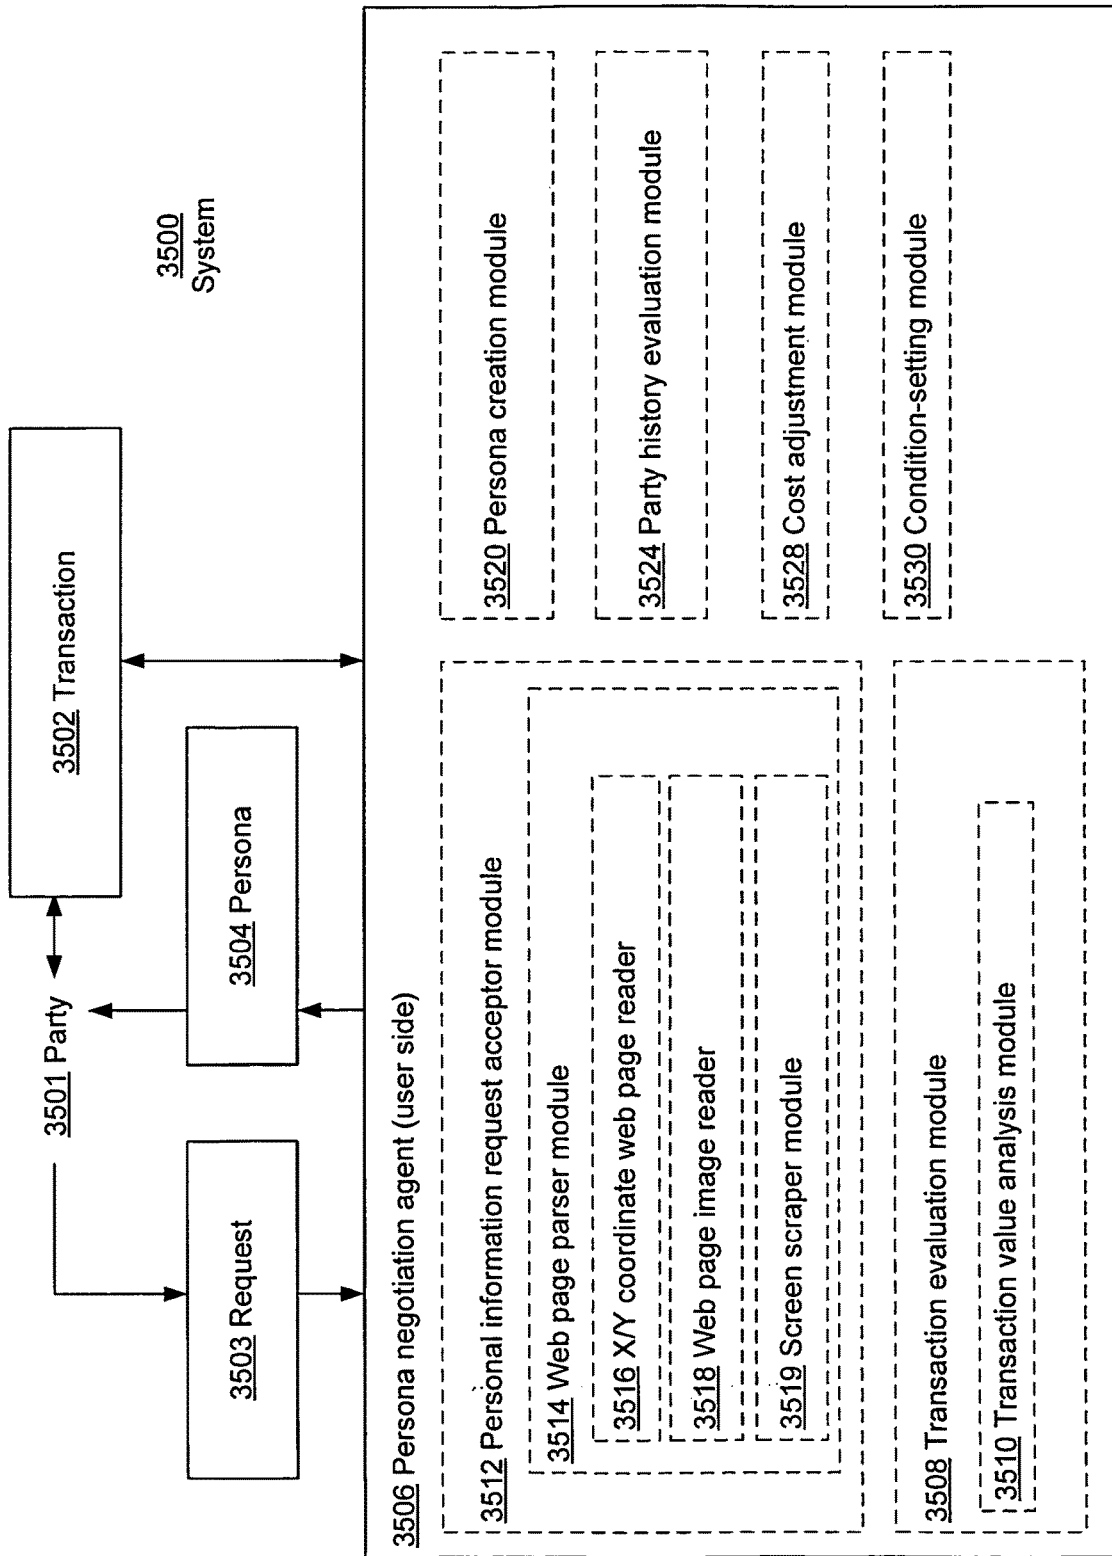 3500
System
3502 Transaction
3501 Party
3504 Persona
3503 Request
3506 Persona negotiation agent (user side)
3512 Personal information request acceptor module
3514 Web page parser module
3516 X/Y coordinate web page reader
3518 Web page image reader
3519 Screen scraper module
3508 Transaction evaluation module
3510 Transaction value analysis module
3520 Persona creation module
3524 Party history evaluation module
3528 Cost adjustment module
3530 Condition-setting module